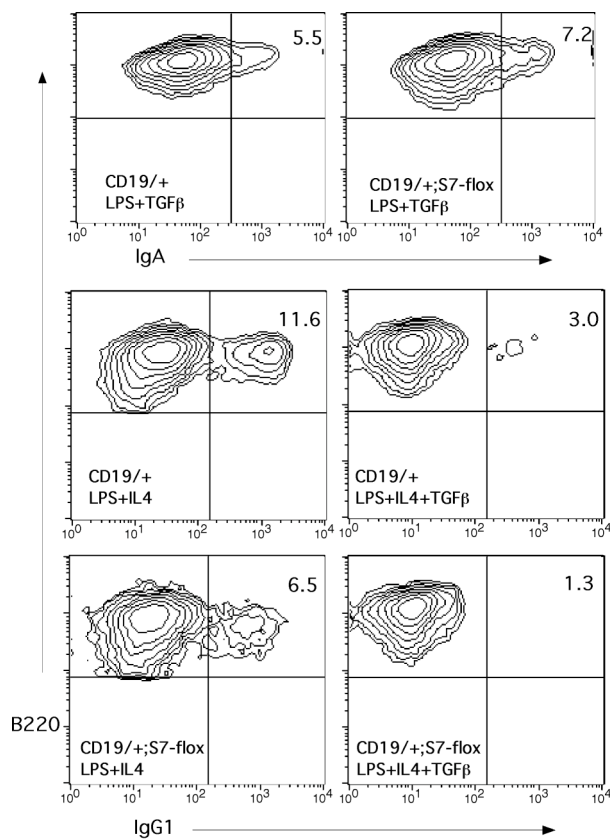 5.5
7.2
CD19/+
LPS+TGFβ
CD19/+;S7-flox
LPS+TGFβ
10⁰ 10¹ 10² 10³ 10⁴
10⁰ 10¹ 10² 10³ 10⁴
IgA
11.6
3.0
CD19/+
LPS+IL4
CD19/+
LPS+IL4+TGFβ
10⁰ 10¹ 10² 10³ 10⁴
10⁰ 10¹ 10² 10³ 10⁴
6.5
1.3
B220
CD19/+;S7-flox
LPS+IL4
CD19/+;S7-flox
LPS+IL4+TGFβ
10⁰ 10¹ 10² 10³ 10⁴
10⁰ 10¹ 10² 10³ 10⁴
IgG1